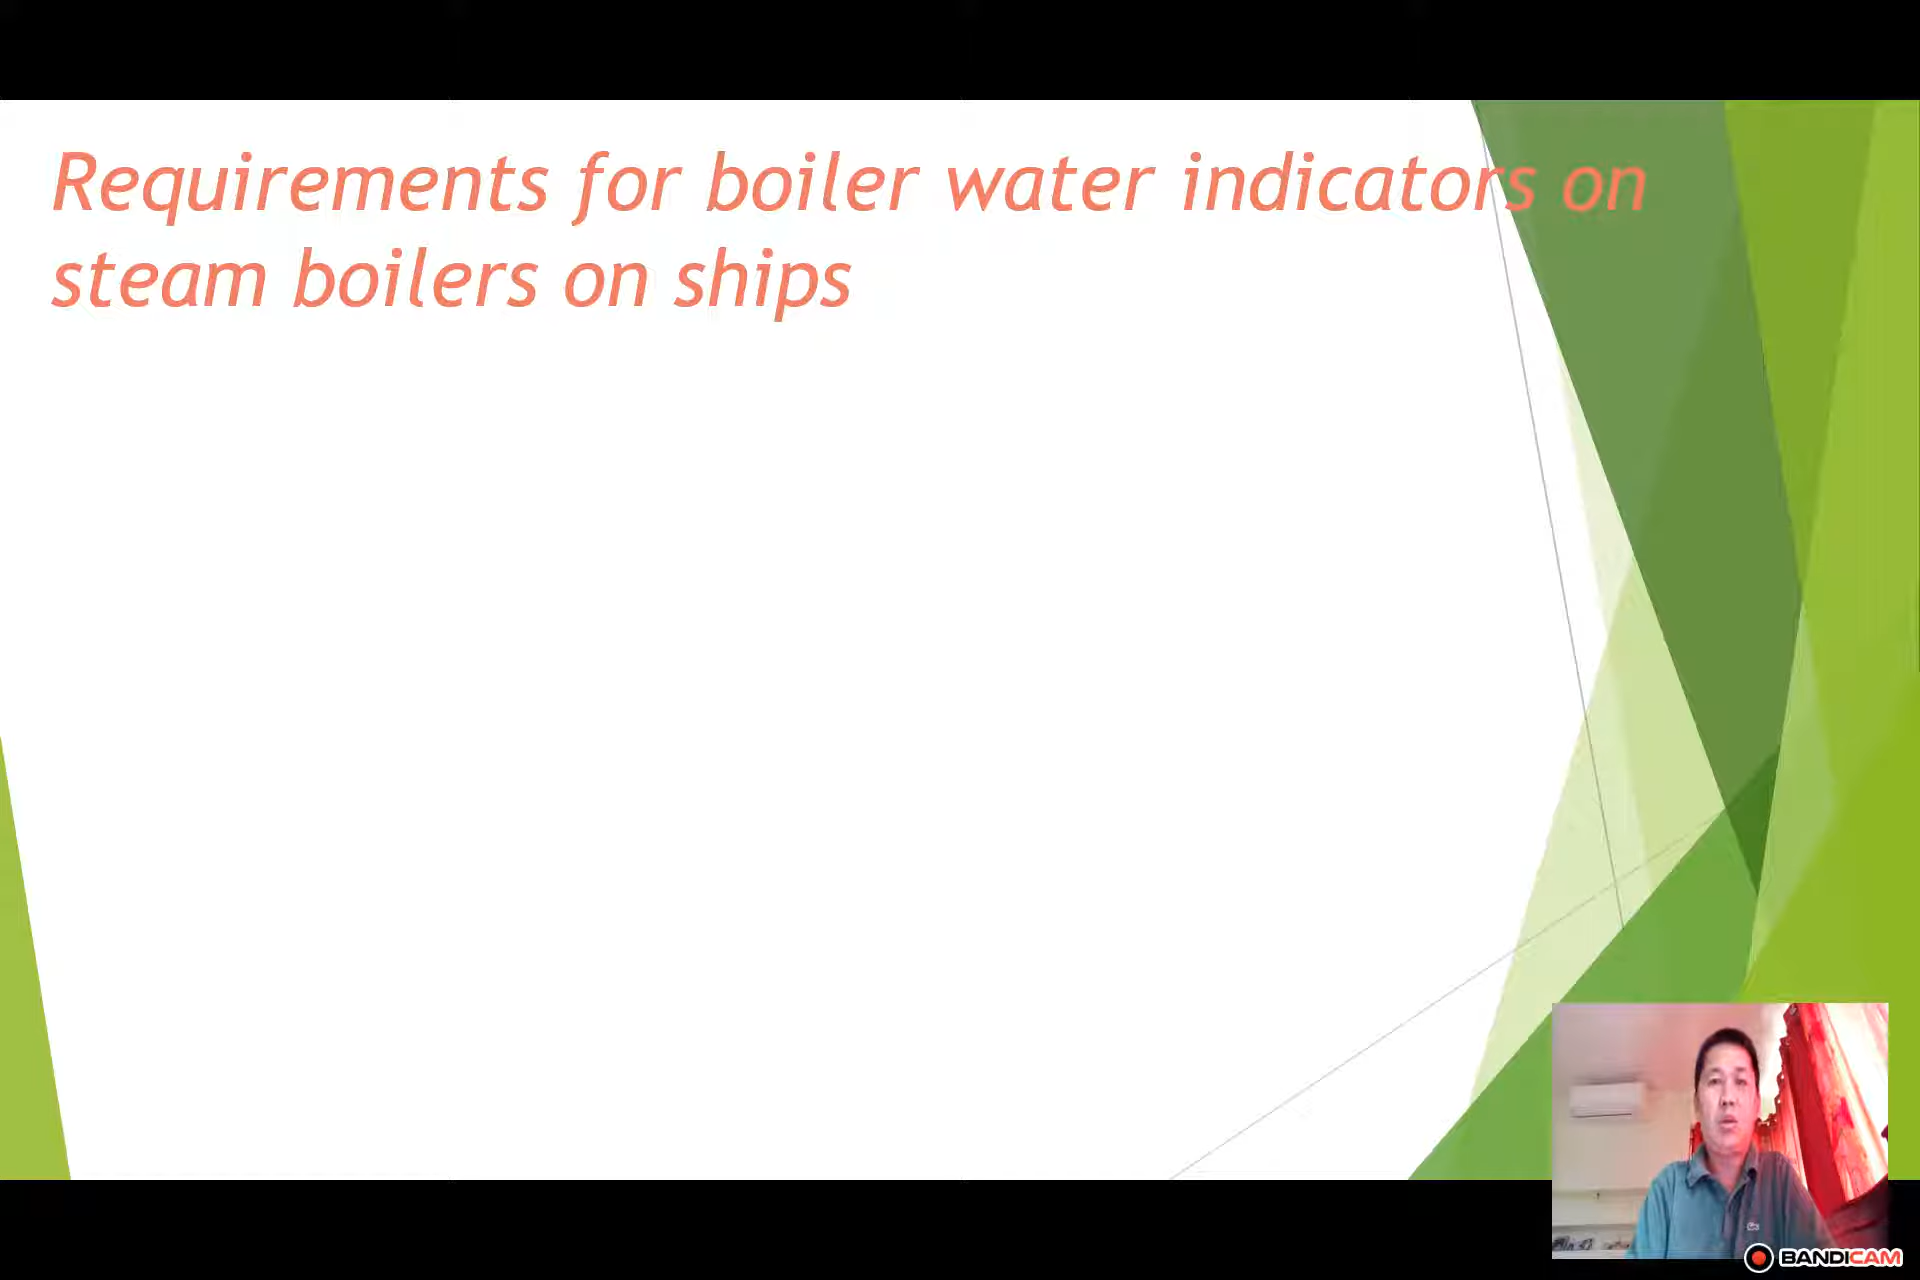 Requirements for boiler water indicators on
steam boilers on ships
BANDICAM